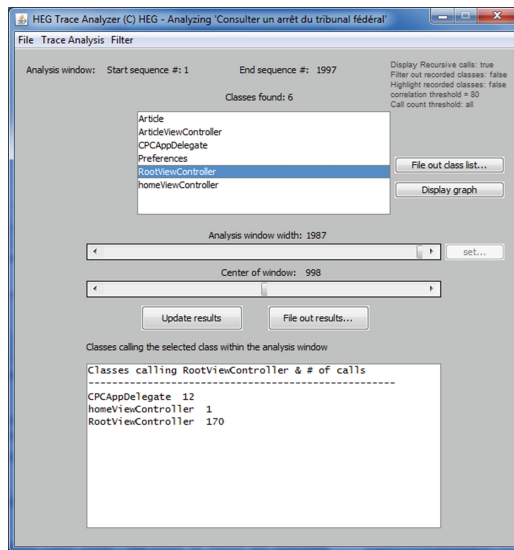 HEG Trace Analyzer (C) HEG - Analyzing 'Consulter un arrêt du tribunal fédéral'
File Trace Analysis Filter
Analysis window: Start sequence #: 1 End sequence #: 1997
Display Recursive calls: true
Filter out recorded classes: false
Highlight recorded classes: false
correlation threshold = 80
Call count threshold: all
Classes found: 6
Article
ArticleViewController
CPCAppDelegate
Preferences
RootViewController
homeViewController
File out class list...
Display graph
Analysis window width: 1987
set...
Center of window: 998
Update results File out results...
Classes calling the selected class within the analysis window
Classes calling RootViewController & # of calls
----------------------------------------------------
CPCAppDelegate 12
homeViewController 1
RootViewController 170